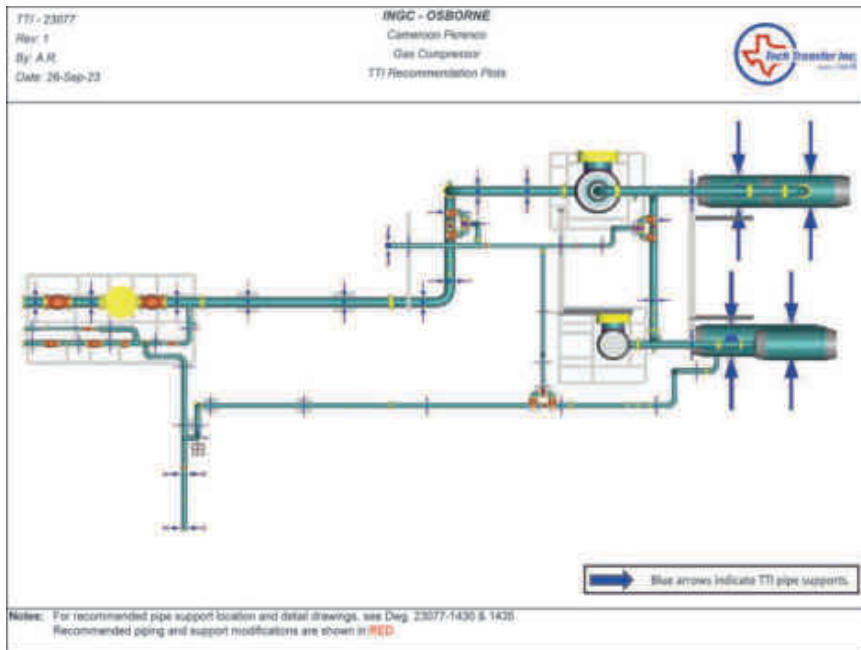 TTI - 23077
Rev: 1
By: A.R.
Date: 26-Sep-23
INGC - OSBORNE
Cameroon Perenco
Gas Compressor
TTI Recommendation Plots
Tech Transfer Inc.
Blue arrows indicate TTI pipe supports.
Notes: For recommended pipe support location and detail drawings, see Dwg. 23077-1430 & 1435
Recommended piping and support modifications are shown in RED.